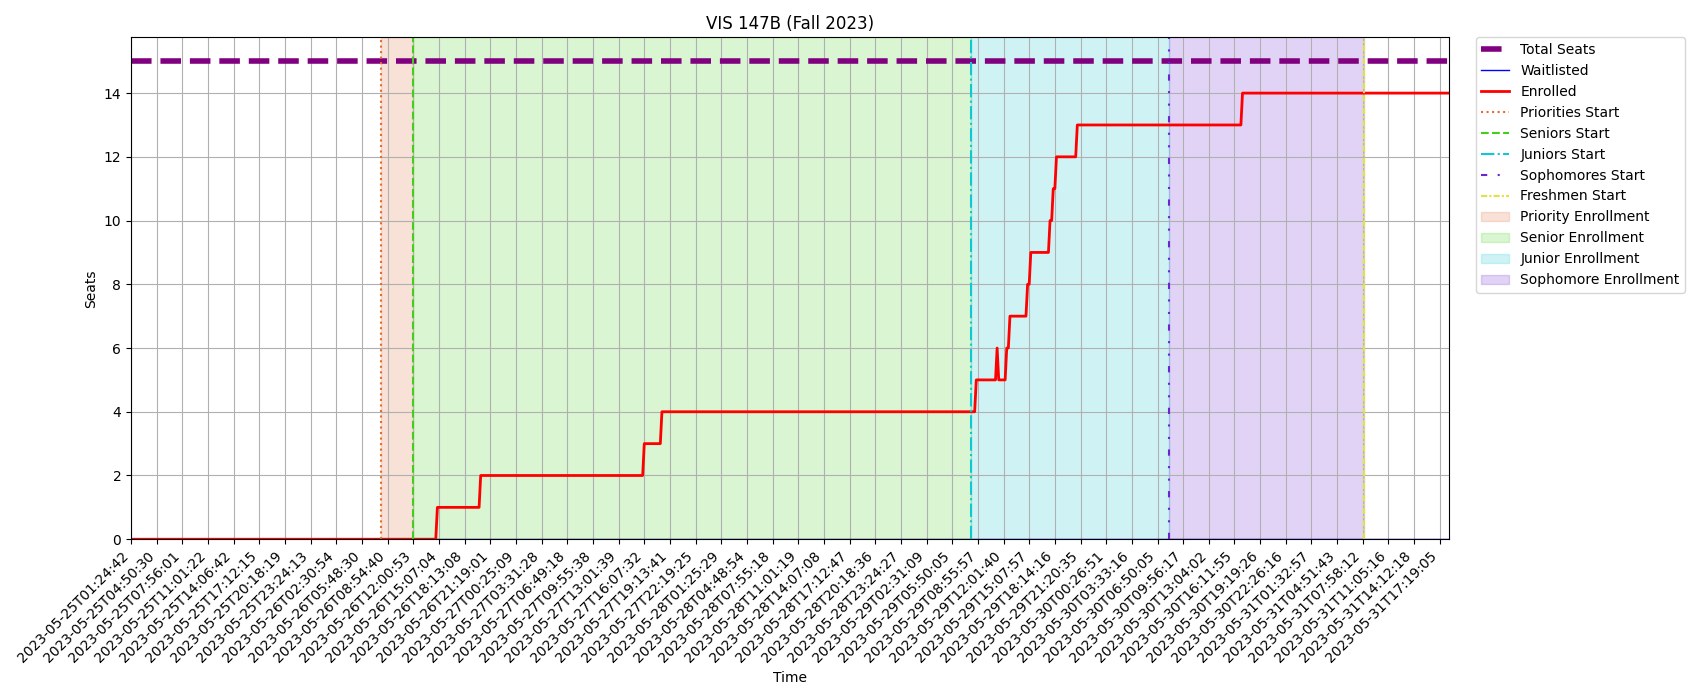 VIS 147B (Fall 2023)
Total Seats
Waitlisted
Enrolled
Priorities Start
Seniors Start
Juniors Start
Sophomores Start
Freshmen Start
Priority Enrollment
Senior Enrollment
Junior Enrollment
Sophomore Enrollment
Seats
14
12
10
8
6
4
2
0
2023-05-25T01:24:42
2023-05-25T04:50:30
2023-05-25T07:56:01
2023-05-25T11:01:22
2023-05-25T14:06:42
2023-05-25T17:12:15
2023-05-25T20:18:19
2023-05-25T23:24:13
2023-05-26T02:30:54
2023-05-26T05:48:30
2023-05-26T08:54:40
2023-05-26T12:00:53
2023-05-26T15:07:04
2023-05-26T18:13:08
2023-05-26T21:19:01
2023-05-27T00:25:09
2023-05-27T03:31:28
2023-05-27T06:49:18
2023-05-27T09:55:38
2023-05-27T13:01:39
2023-05-27T16:07:32
2023-05-27T19:13:41
2023-05-27T22:19:25
2023-05-28T01:25:29
2023-05-28T04:48:54
2023-05-28T07:55:18
2023-05-28T11:01:19
2023-05-28T14:07:08
2023-05-28T17:12:47
2023-05-28T20:18:36
2023-05-28T23:24:27
2023-05-29T02:31:09
2023-05-29T05:50:05
2023-05-29T08:55:57
2023-05-29T12:01:40
2023-05-29T15:07:57
2023-05-29T18:14:16
2023-05-29T21:20:35
2023-05-30T00:26:51
2023-05-30T03:33:16
2023-05-30T06:50:05
2023-05-30T09:56:17
2023-05-30T13:04:02
2023-05-30T16:11:55
2023-05-30T19:19:26
2023-05-30T22:26:16
2023-05-31T01:32:57
2023-05-31T04:51:43
2023-05-31T07:58:12
2023-05-31T11:05:16
2023-05-31T14:12:18
2023-05-31T17:19:05
Time